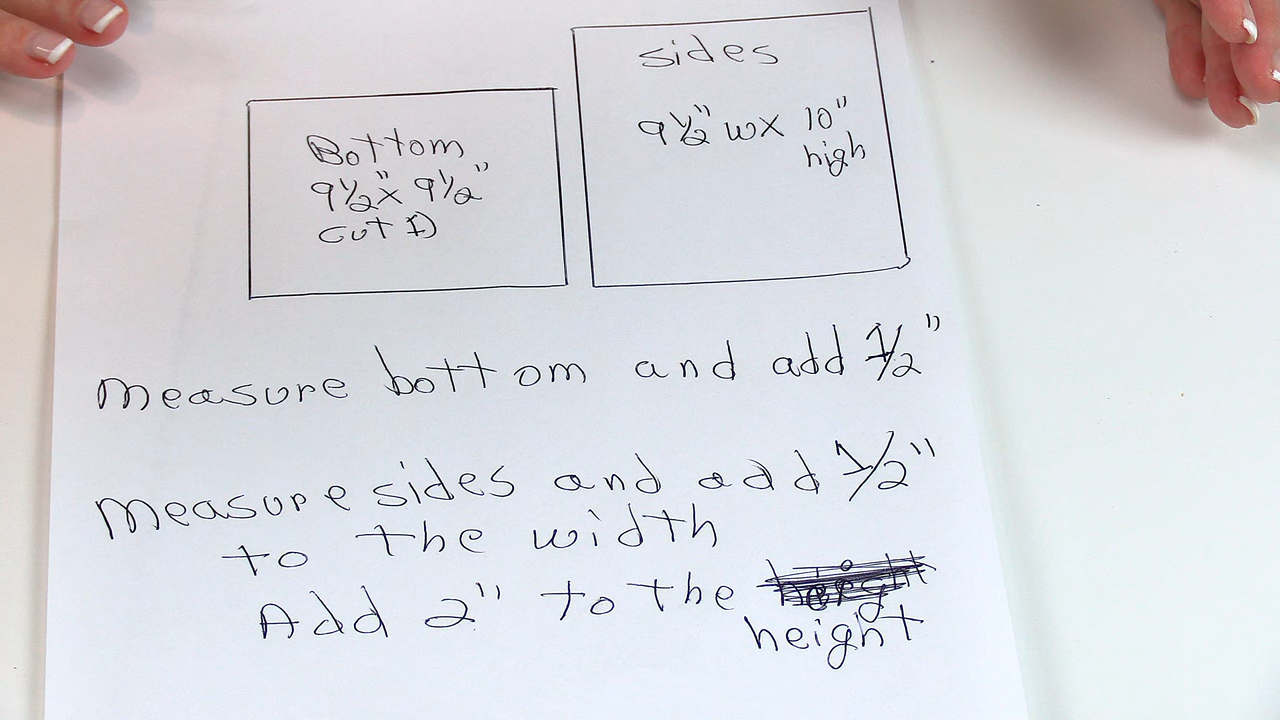 Bottom
9½" x 9½"
cut 1)
sides
9½" w x 10"
high
measure bottom and add 1/2"
measure sides and add 1/2"
to the width
Add 2" to the height
height